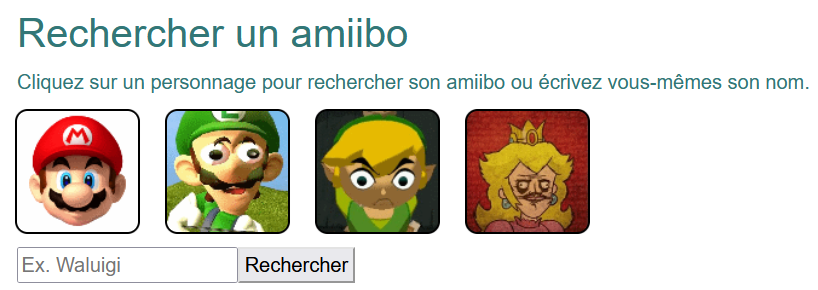 Rechercher un amiibo
Cliquez sur un personnage pour rechercher son amiibo ou écrivez vous-mêmes son nom.
M
L
Ex. Waluigi
Rechercher